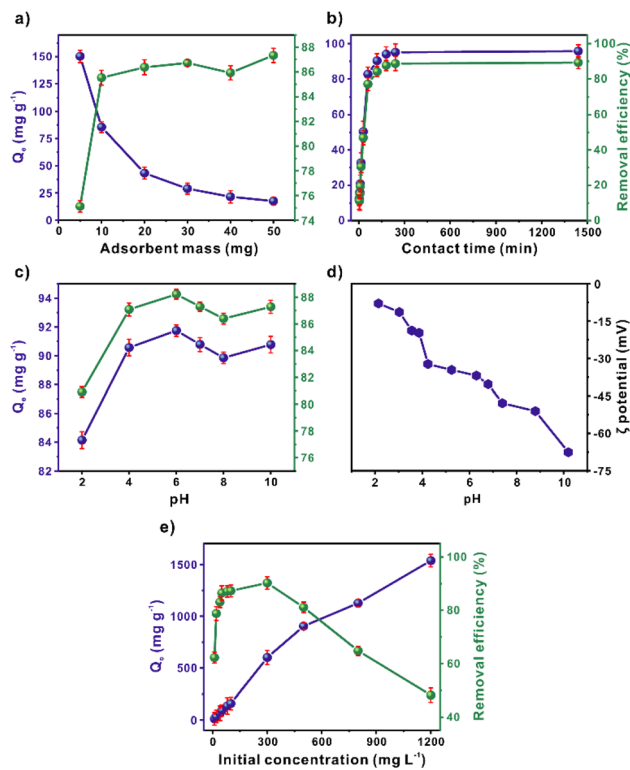 a)
b)
150
125
100
75
50
25
0
Qe (mg g-1)
88
86
84
82
80
78
76
74
0 10 20 30 40 50
Adsorbent mass (mg)
100
80
60
40
20
0
100
80
60
40
20
0
Removal efficiency (%)
0 300 600 900 1200 1500
Contact time (min)
c)
d)
94
92
90
88
86
84
82
Qe (mg g-1)
88
86
84
82
80
78
76
2 4 6 8 10
pH
0
-15
-30
-45
-60
-75
ζ potential (mV)
2 4 6 8 10
pH
e)
1500
1250
1000
750
500
250
0
Qe (mg g-1)
100
80
60
40
Removal efficiency (%)
0 300 600 900 1200
Initial concentration (mg L-1)